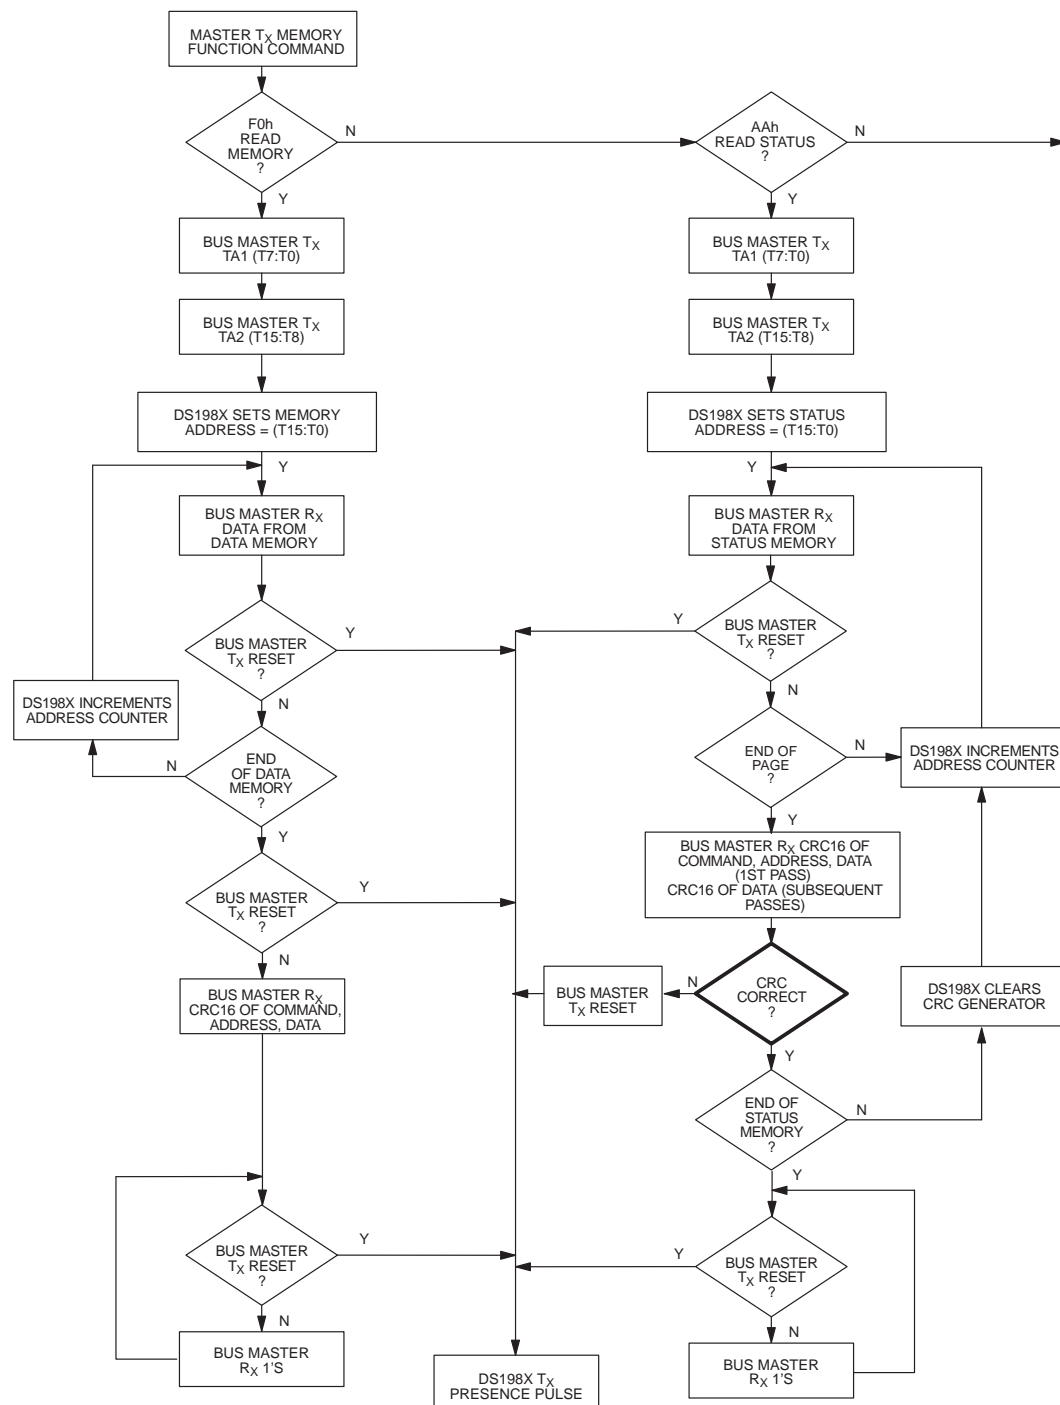 MASTER TX MEMORY
FUNCTION COMMAND
F0h
READ
MEMORY
?
N
Y
BUS MASTER TX
TA1 (T7:T0)
BUS MASTER TX
TA2 (T15:T8)
DS198X SETS MEMORY
ADDRESS = (T15:T0)
Y
BUS MASTER RX
DATA FROM
DATA MEMORY
BUS MASTER
TX RESET
?
Y
N
DS198X INCREMENTS
ADDRESS COUNTER
END
OF DATA
MEMORY
?
N
Y
BUS MASTER
TX RESET
?
Y
N
BUS MASTER RX
CRC16 OF COMMAND,
ADDRESS, DATA
BUS MASTER
TX RESET
?
Y
N
BUS MASTER
RX 1'S
AAh
READ STATUS
?
N
Y
BUS MASTER TX
TA1 (T7:T0)
BUS MASTER TX
TA2 (T15:T8)
DS198X SETS STATUS
ADDRESS = (T15:T0)
Y
BUS MASTER RX
DATA FROM
STATUS MEMORY
BUS MASTER
TX RESET
?
Y
N
END OF
PAGE
?
N
Y
DS198X INCREMENTS
ADDRESS COUNTER
BUS MASTER RX CRC16 OF
COMMAND, ADDRESS, DATA
(1ST PASS)
CRC16 OF DATA (SUBSEQUENT
PASSES)
CRC
CORRECT
?
N
Y
BUS MASTER
TX RESET
DS198X CLEARS
CRC GENERATOR
END OF
STATUS
MEMORY
?
N
Y
BUS MASTER
TX RESET
?
Y
N
BUS MASTER
RX 1'S
DS198X TX
PRESENCE PULSE